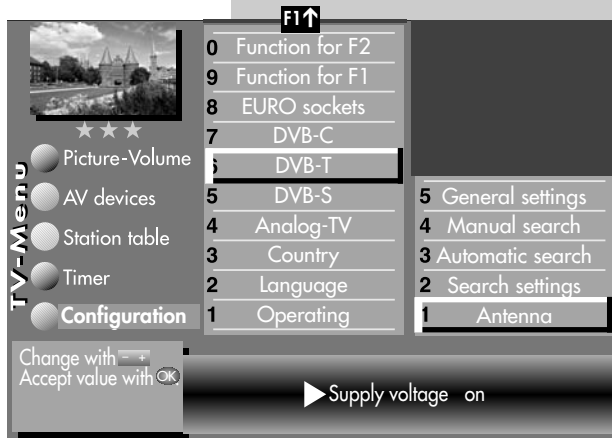 F1↑
0 Function for F2
9 Function for F1
8 EURO sockets
7 DVB-C
6 DVB-T
5 DVB-S
4 Analog-TV
3 Country
2 Language
1 Operating
TV-Menu
Picture-Volume
AV devices
Station table
Timer
Configuration
5 General settings
4 Manual search
3 Automatic search
2 Search settings
1 Antenna
Change with - +
Accept value with OK
Supply voltage on